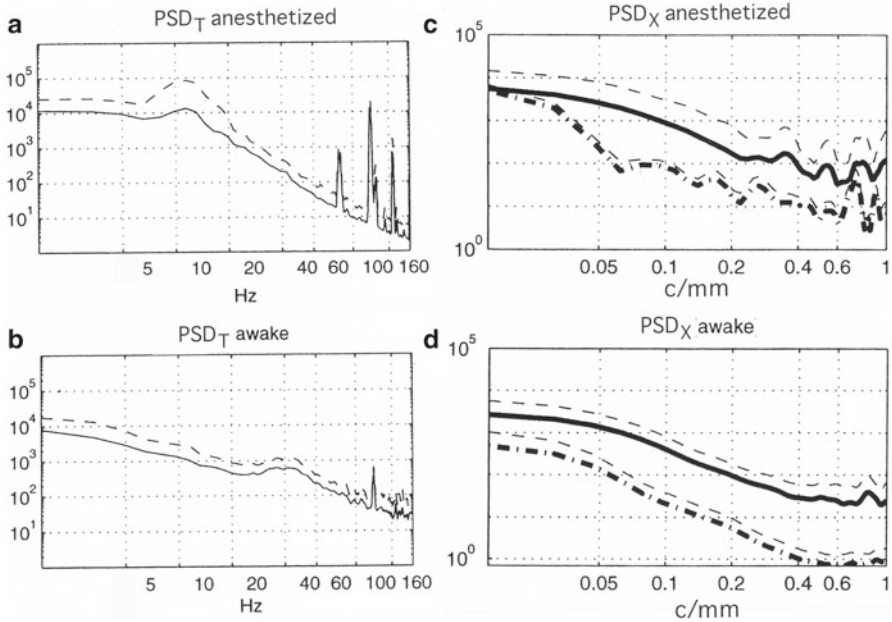 a
PSD_T anesthetized
10^5
10^4
10^3
10^2
10^1
5 10 20 40 60 100 160
Hz
b
PSD_T awake
10^5
10^4
10^3
10^2
10^1
5 10 20 40 60 100 160
Hz
c
PSD_X anesthetized
10^5
10^0
0.05 0.1 0.2 0.4 0.6 1
c/mm
d
PSD_X awake
10^5
10^0
0.05 0.1 0.2 0.4 0.6 1
c/mm